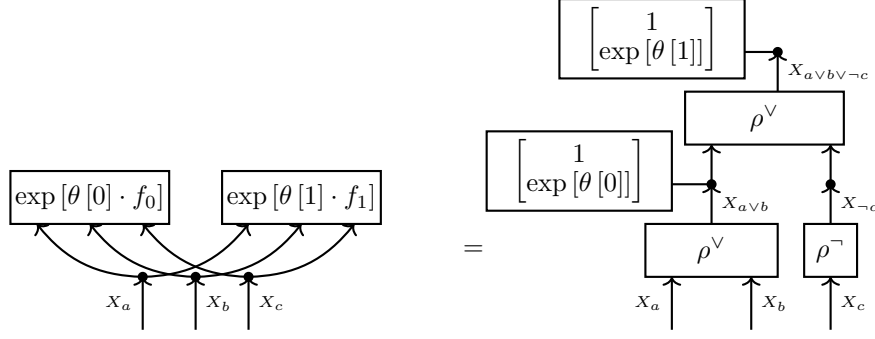 exp [θ [0] · f₀]
exp [θ [1] · f₁]
X_a
X_b
X_c
=
[ 1
exp [θ [1]] ]
X_{a∨b∨¬c}
ρ^∨
[ 1
exp [θ [0]] ]
X_{a∨b}
X_{¬c}
ρ^∨
ρ^¬
X_a
X_b
X_c